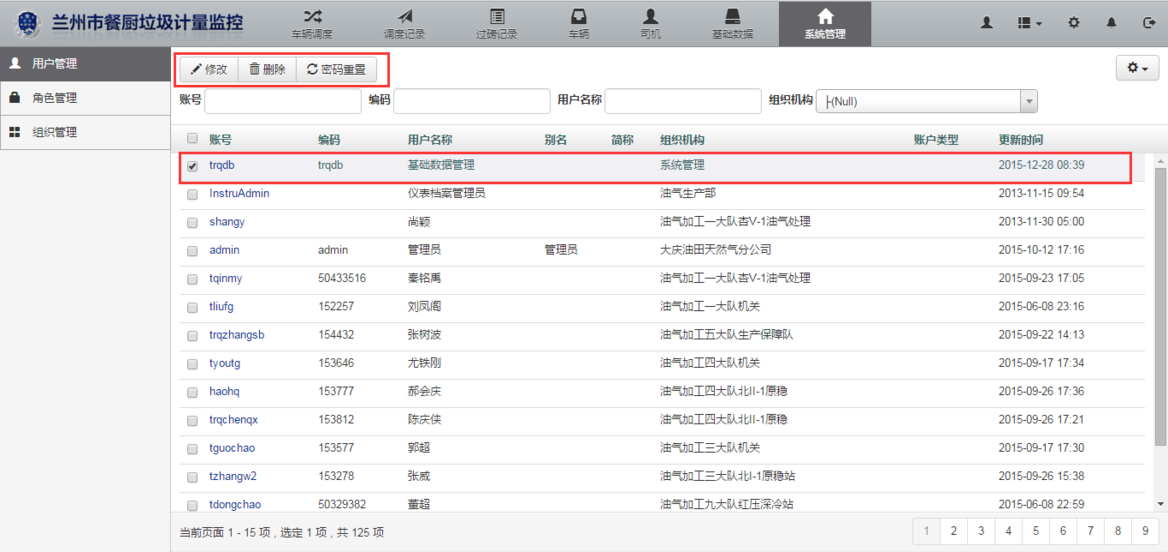 兰州市餐厨垃圾计量监控
车辆调度 调度记录 过磅记录 车辆 司机 基础数据 系统管理
用户管理
角色管理
组织管理
修改 删除 密码重置
账号 编码 用户名称 组织机构 ├(Null)
账号 编码 用户名称 别名 简称 组织机构 账户类型 更新时间
trqdb trqdb 基础数据管理 系统管理 2015-12-28 08:39
InstruAdmin 仪表档案管理员 油气生产部 2013-11-15 09:54
shangy 尚颖 油气加工一大队杏V-1油气处理 2013-11-30 05:00
admin admin 管理员 管理员 大庆油田天然气分公司 2015-10-12 17:16
tqinmy 50433516 秦铭禹 油气加工一大队杏V-1油气处理 2015-09-23 17:05
tliufg 152257 刘凤阁 油气加工一大队机关 2015-06-08 23:16
trqzhangsb 154432 张树波 油气加工五大队生产保障队 2015-09-22 14:13
tyoutg 153646 尤铁刚 油气加工四大队机关 2015-09-17 17:34
haohq 153777 郝会庆 油气加工四大队北II-1原稳 2015-09-26 17:36
trqchenqx 153812 陈庆侠 油气加工四大队北II-1原稳 2015-09-26 17:21
tguochao 153577 郭超 油气加工三大队机关 2015-09-17 17:30
tzhangw2 153278 张威 油气加工三大队北I-1原稳站 2015-09-26 15:38
tdongchao 50329382 董超 油气加工九大队红压深冷站 2015-06-08 22:59
当前页面 1 - 15 项 , 选定 1 项 , 共 125 项
1 2 3 4 5 6 7 8 9